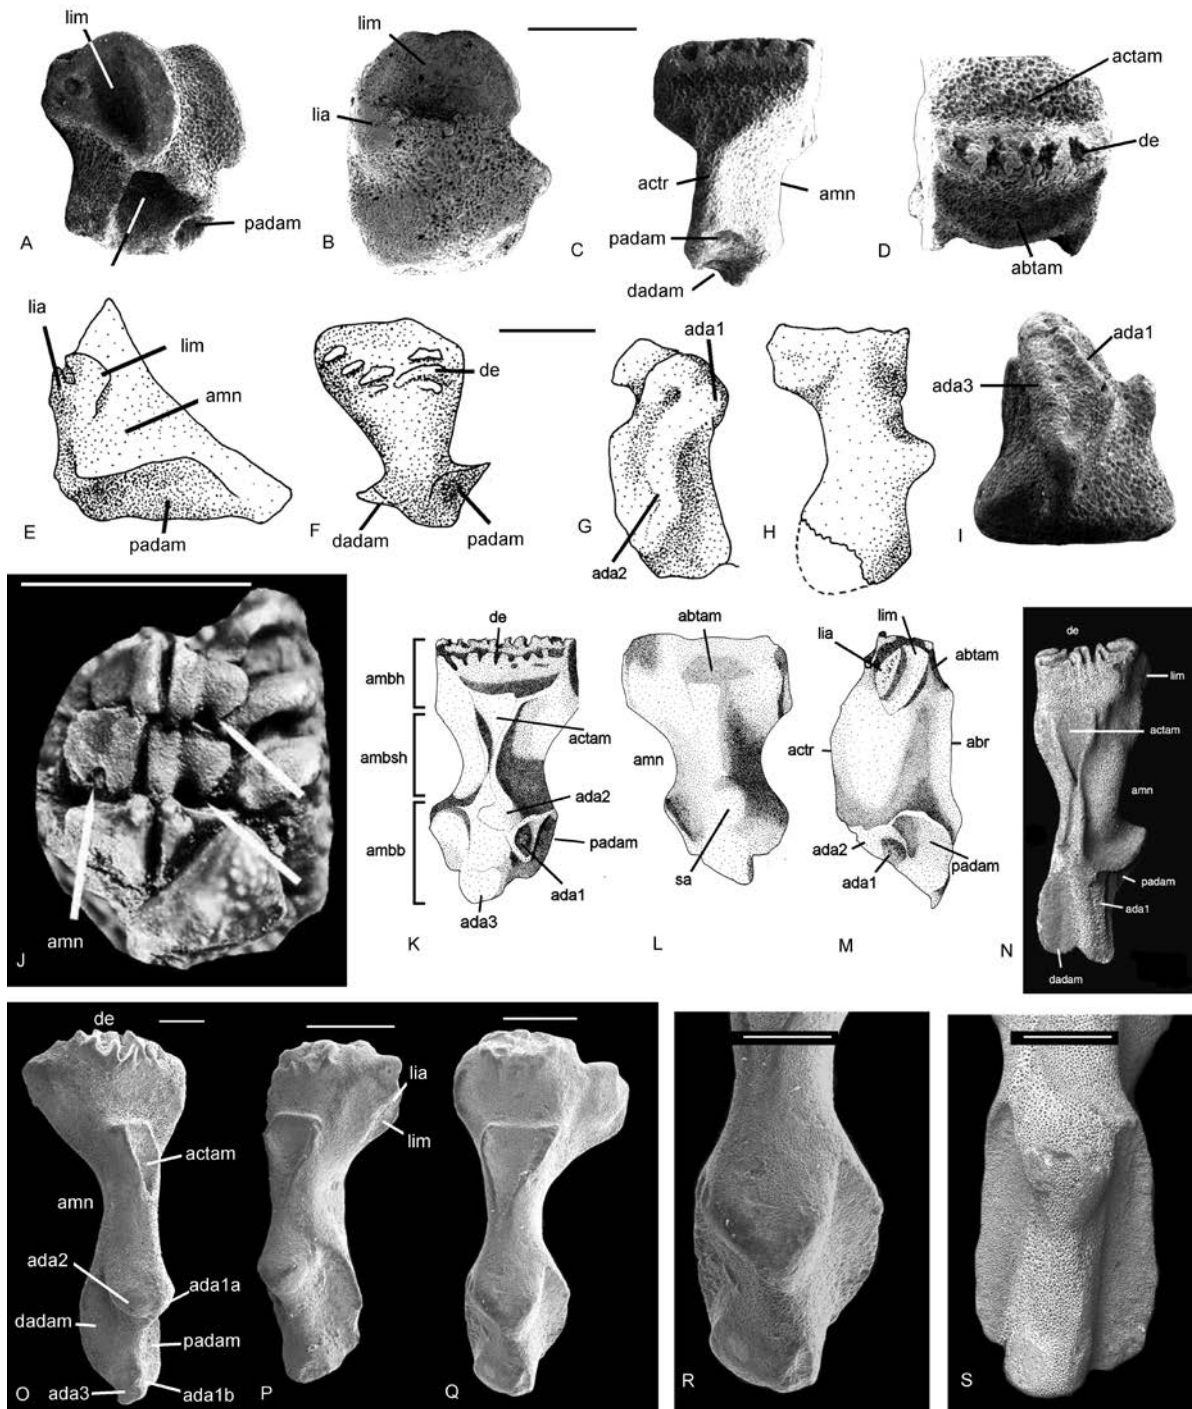 lim
padam
A
lim
lia
B
actr
amn
padam
dadam
C
actam
de
abtam
D
lia
lim
amn
padam
E
de
dadam
padam
F
ada1
ada2
G
H
ada1
ada3
I
amn
J
de
ambh
actam
ambsh
ada2
ambb
padam
ada1
ada3
K
abtam
amn
sa
L
lim
lia
abtam
actr
abr
ada2
ada1
padam
M
de
lim
actam
amn
padam
ada1
dadam
N
de
actam
amn
ada2
ada1a
dadam
padam
ada3
ada1b
O
lia
lim
P
Q
R
S